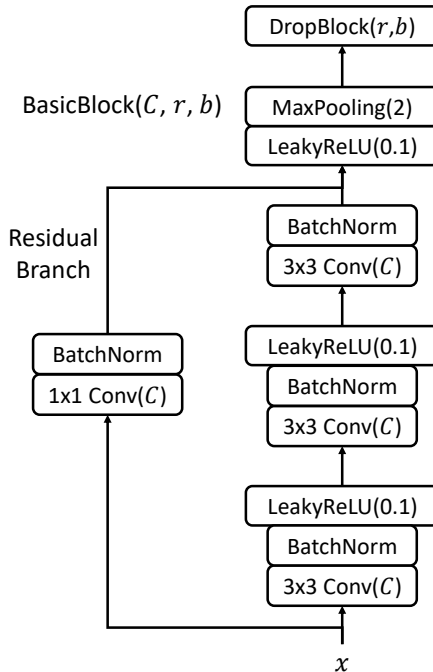 DropBlock(r,b)
BasicBlock(C, r, b)
MaxPooling(2)
LeakyReLU(0.1)
BatchNorm
3x3 Conv(C)
Residual
Branch
LeakyReLU(0.1)
BatchNorm
3x3 Conv(C)
BatchNorm
1x1 Conv(C)
LeakyReLU(0.1)
BatchNorm
3x3 Conv(C)
x